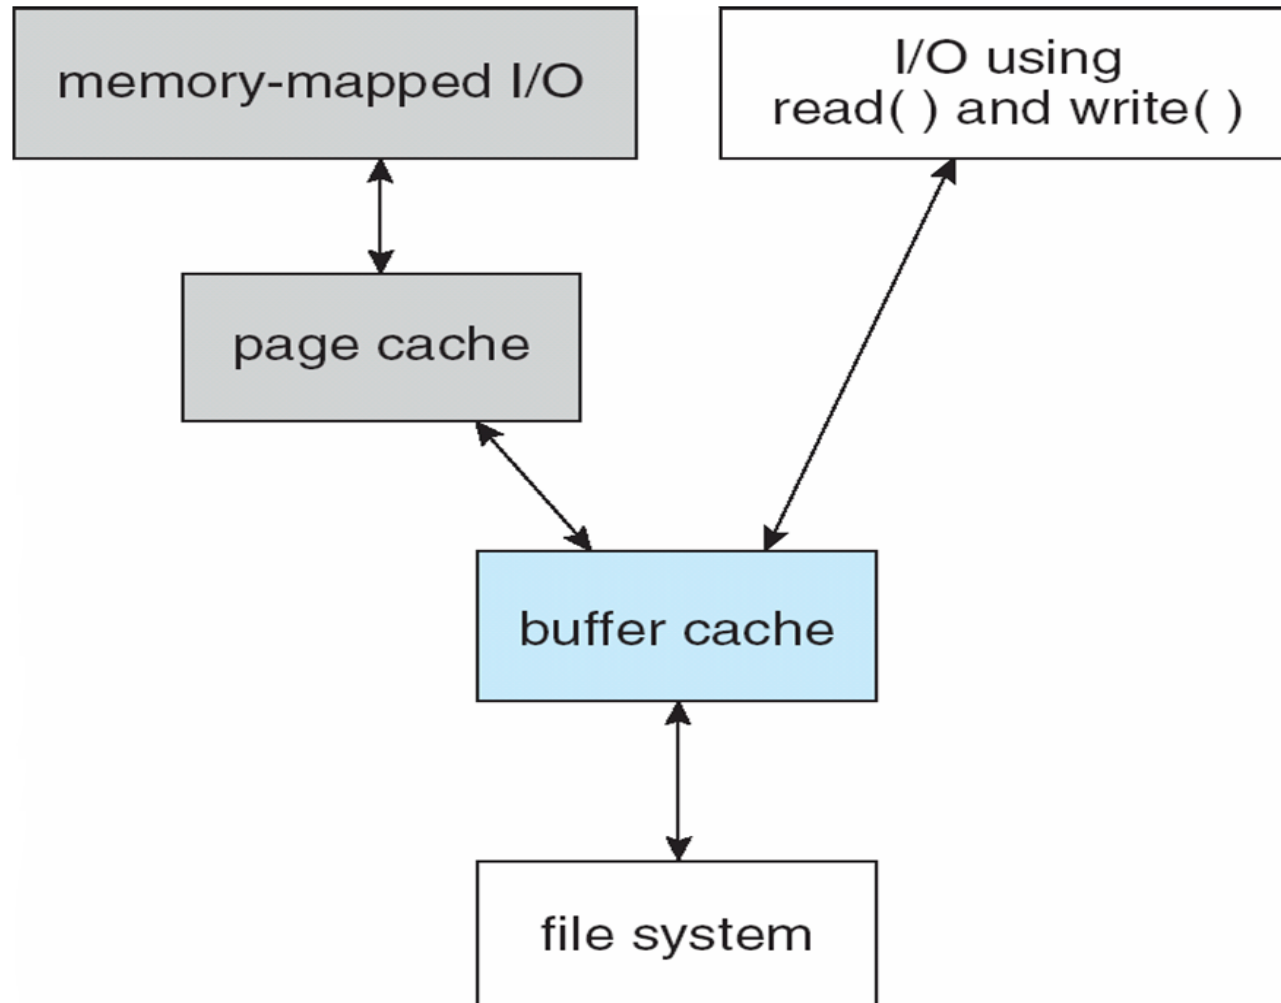 memory-mapped I/O
I/O using
read( ) and write( )
page cache
buffer cache
file system